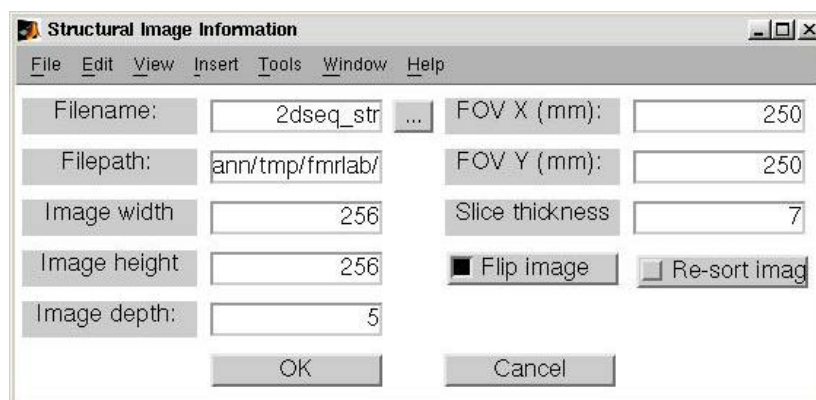 Structural Image Information
File Edit View Insert Tools Window Help
Filename: 2dseq_str ... FOV X (mm): 250
Filepath: ann/tmp/fmrlab/ FOV Y (mm): 250
Image width 256 Slice thickness 7
Image height 256 Flip image Re-sort imag
Image depth: 5
OK Cancel